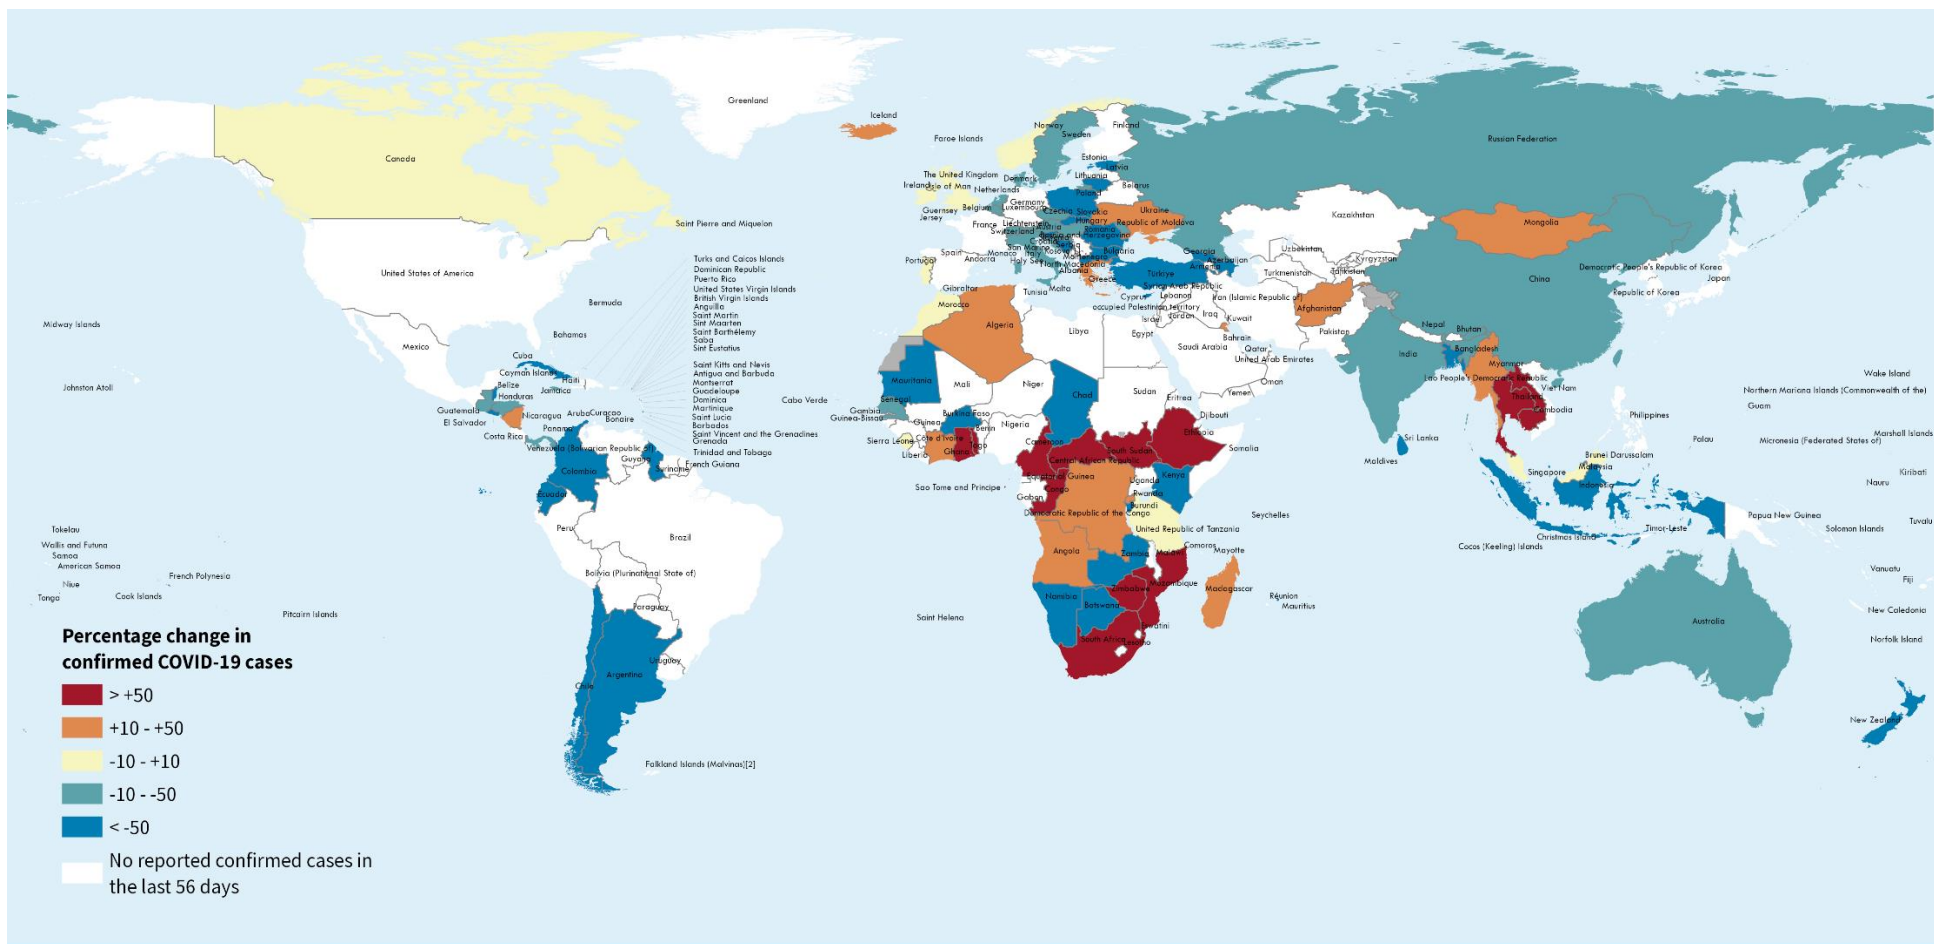 Greenland
Iceland
Faroe Islands
Norway
Sweden
Finland
Russian Federation
Canada
Estonia
Latvia
Lithuania
Denmark
The United Kingdom
Ireland
Isle of Man
Netherlands
Belarus
Poland
Germany
Guernsey
Jersey
Belgium
Luxembourg
Czechia
Slovakia
Ukraine
Kazakhstan
Mongolia
Saint Pierre and Miquelon
France
Liechtenstein
Switzerland
Austria
Hungary
Republic of Moldova
Romania
Croatia
San Marino
Monaco
Italy
Holy See
Bulgaria
Georgia
Uzbekistan
Kyrgyzstan
Portugal
Spain
Andorra
North Macedonia
Albania
Greece
Türkiye
Armenia
Azerbaijan
Turkmenistan
Tajikistan
China
Democratic People's Republic of Korea
Japan
Republic of Korea
United States of America
Turks and Caicos Islands
Dominican Republic
Puerto Rico
United States Virgin Islands
British Virgin Islands
Anguilla
Saint Martin
Sint Maarten
Saint Barthélemy
Saba
Sint Eustatius
Bermuda
Gibraltar
Tunisia
Malta
Cyprus
Syrian Arab Republic
Lebanon
occupied Palestinian territory
Israel
Jordan
Iraq
Iran (Islamic Republic of)
Kuwait
Afghanistan
Morocco
Midway Islands
Bahamas
Mexico
Algeria
Libya
Egypt
Saudi Arabia
Bahrain
Qatar
United Arab Emirates
Pakistan
Nepal
Bhutan
India
Bangladesh
Myanmar
Lao People's Democratic Republic
Viet Nam
Cuba
Cayman Islands
Haiti
Belize
Jamaica
Honduras
Saint Kitts and Nevis
Antigua and Barbuda
Montserrat
Guadeloupe
Dominica
Martinique
Saint Lucia
Barbados
Saint Vincent and the Grenadines
Grenada
Trinidad and Tobago
Johnston Atoll
Cabo Verde
Mauritania
Mali
Niger
Chad
Sudan
Eritrea
Yemen
Oman
Thailand
Cambodia
Wake Island
Northern Mariana Islands (Commonwealth of the)
Guam
Philippines
Guatemala
El Salvador
Nicaragua
Costa Rica
Panama
Aruba
Curacao
Bonaire
Venezuela (Bolivarian Republic of)
Guyana
Suriname
French Guiana
Colombia
Ecuador
Senegal
Gambia
Guinea-Bissau
Guinea
Burkina Faso
Benin
Nigeria
Sierra Leone
Liberia
Côte d'Ivoire
Ghana
Togo
Cameroon
Central African Republic
South Sudan
Ethiopia
Djibouti
Somalia
Sri Lanka
Maldives
Palau
Micronesia (Federated States of)
Marshall Islands
Brunei Darussalam
Malaysia
Singapore
Indonesia
Kiribati
Nauru
Sao Tome and Principe
Equatorial Guinea
Gabon
Congo
Democratic Republic of the Congo
Uganda
Rwanda
Burundi
Kenya
United Republic of Tanzania
Seychelles
Peru
Brazil
Papua New Guinea
Solomon Islands
Tuvalu
Timor-Leste
Christmas Island
Cocos (Keeling) Islands
Tokelau
Wallis and Futuna
Samoa
American Samoa
Niue
Tonga
Cook Islands
French Polynesia
Pitcairn Islands
Bolivia (Plurinational State of)
Angola
Zambia
Malawi
Comoros
Mayotte
Mozambique
Madagascar
Réunion
Mauritius
Zimbabwe
Namibia
Botswana
Eswatini
South Africa
Lesotho
Saint Helena
Paraguay
Uruguay
Argentina
Chile
Vanuatu
Fiji
New Caledonia
Norfolk Island
Australia
New Zealand
Falkland Islands (Malvinas)[2]
Percentage change in
confirmed COVID-19 cases
> +50
+10 - +50
-10 - +10
-10 - -50
< -50
No reported confirmed cases in
the last 56 days